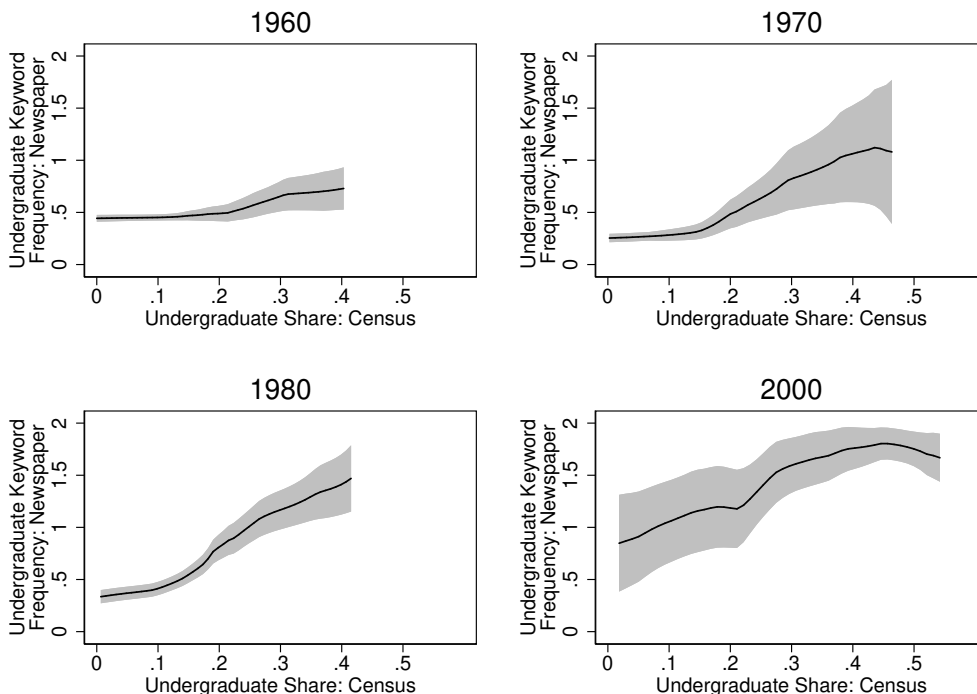 1960
Undergraduate Keyword
Frequency: Newspaper
0 .5 1 1.5 2
0 .1 .2 .3 .4 .5
Undergraduate Share: Census
1970
Undergraduate Keyword
Frequency: Newspaper
0 .5 1 1.5 2
0 .1 .2 .3 .4 .5
Undergraduate Share: Census
1980
Undergraduate Keyword
Frequency: Newspaper
0 .5 1 1.5 2
0 .1 .2 .3 .4 .5
Undergraduate Share: Census
2000
Undergraduate Keyword
Frequency: Newspaper
0 .5 1 1.5 2
0 .1 .2 .3 .4 .5
Undergraduate Share: Census